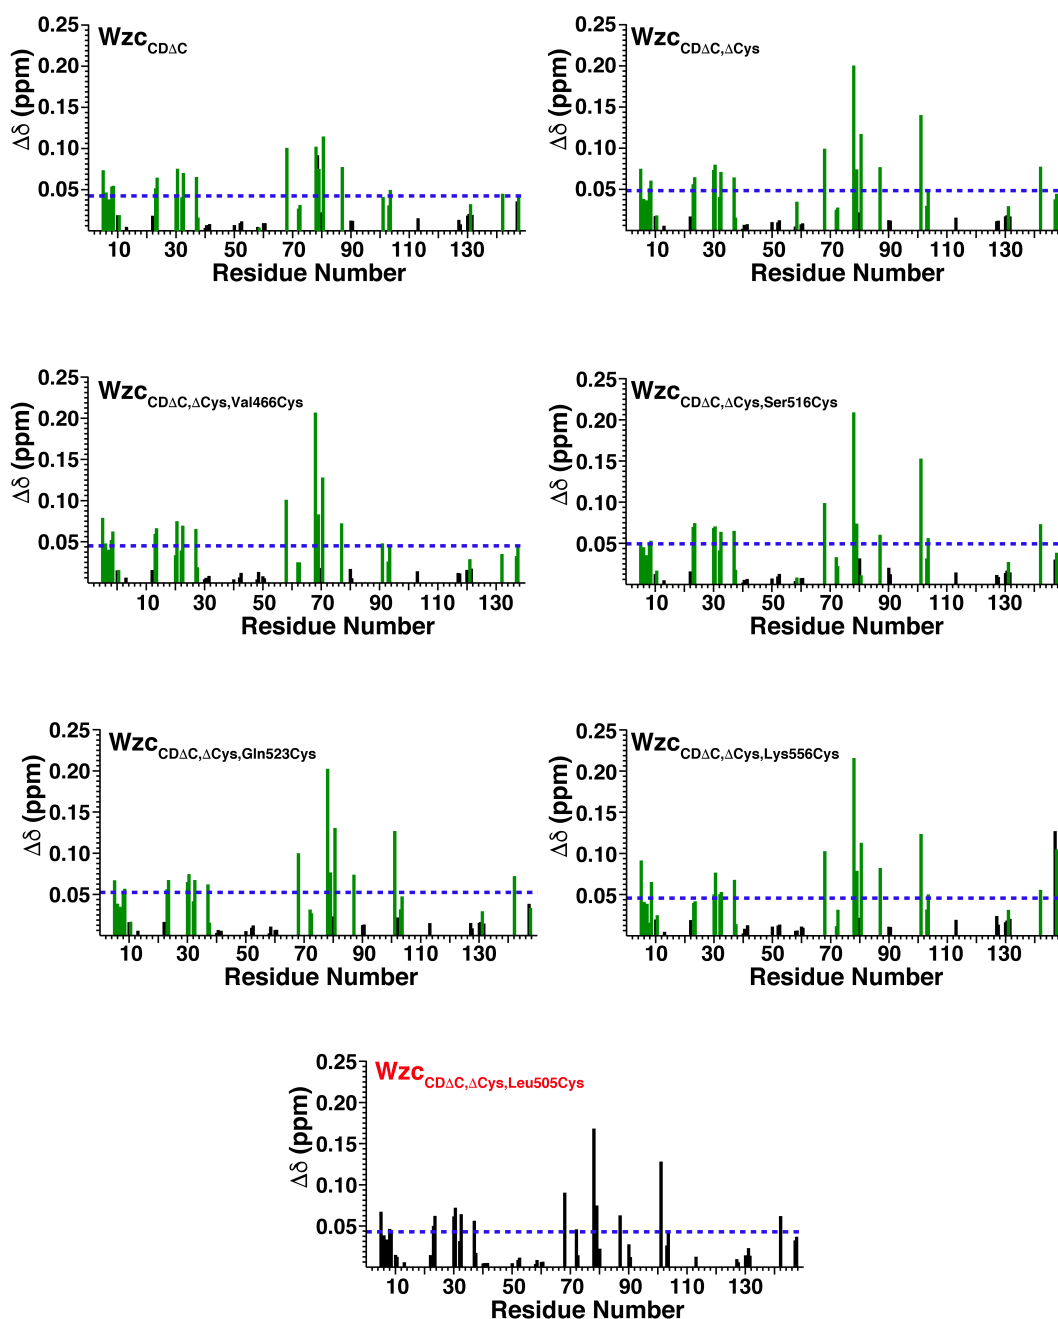 Wzc CDΔC
Δδ (ppm)
0.25
0.20
0.15
0.10
0.05
10 30 50 70 90 110 130
Residue Number
Wzc CDΔC,ΔCys
Δδ (ppm)
0.25
0.20
0.15
0.10
0.05
10 30 50 70 90 110 130
Residue Number
Wzc CDΔC,ΔCys,Val466Cys
Δδ (ppm)
0.25
0.20
0.15
0.10
0.05
10 30 50 70 90 110 130
Residue Number
Wzc CDΔC,ΔCys,Ser516Cys
Δδ (ppm)
0.25
0.20
0.15
0.10
0.05
10 30 50 70 90 110 130
Residue Number
Wzc CDΔC,ΔCys,Gln523Cys
Δδ (ppm)
0.25
0.20
0.15
0.10
0.05
10 30 50 70 90 110 130
Residue Number
Wzc CDΔC,ΔCys,Lys556Cys
Δδ (ppm)
0.25
0.20
0.15
0.10
0.05
10 30 50 70 90 110 130
Residue Number
Wzc CDΔC,ΔCys,Leu505Cys
Δδ (ppm)
0.25
0.20
0.15
0.10
0.05
10 30 50 70 90 110 130
Residue Number